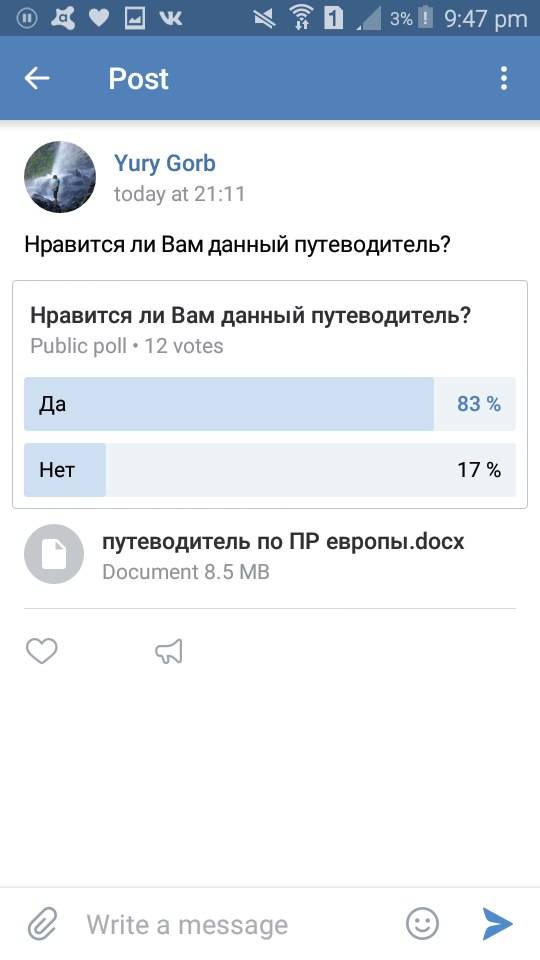 1 3% 9:47 pm
Post
Yury Gorb
today at 21:11
Нравится ли Вам данный путеводитель?
Нравится ли Вам данный путеводитель?
Public poll • 12 votes
Да 83 %
Нет 17 %
путеводитель по ПР европы.docx
Document 8.5 MB
Write a message